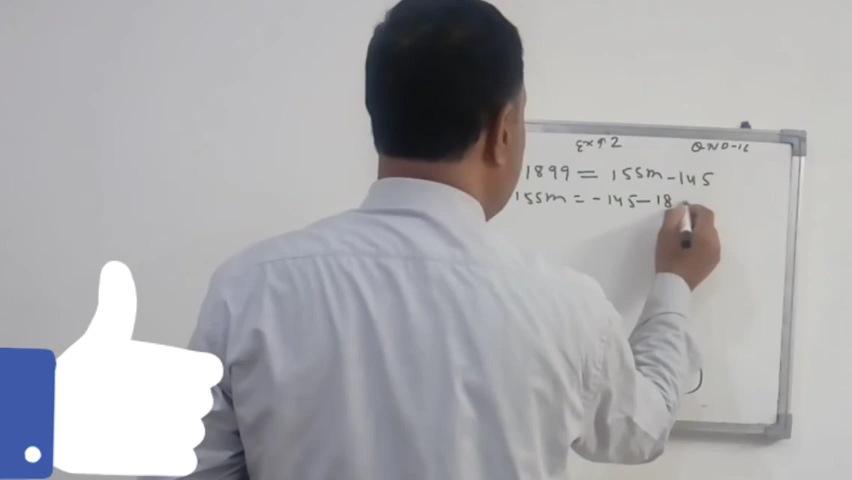 Ex # 2
QNO-16
1899 = 155m - 145
155m = - 145 - 18